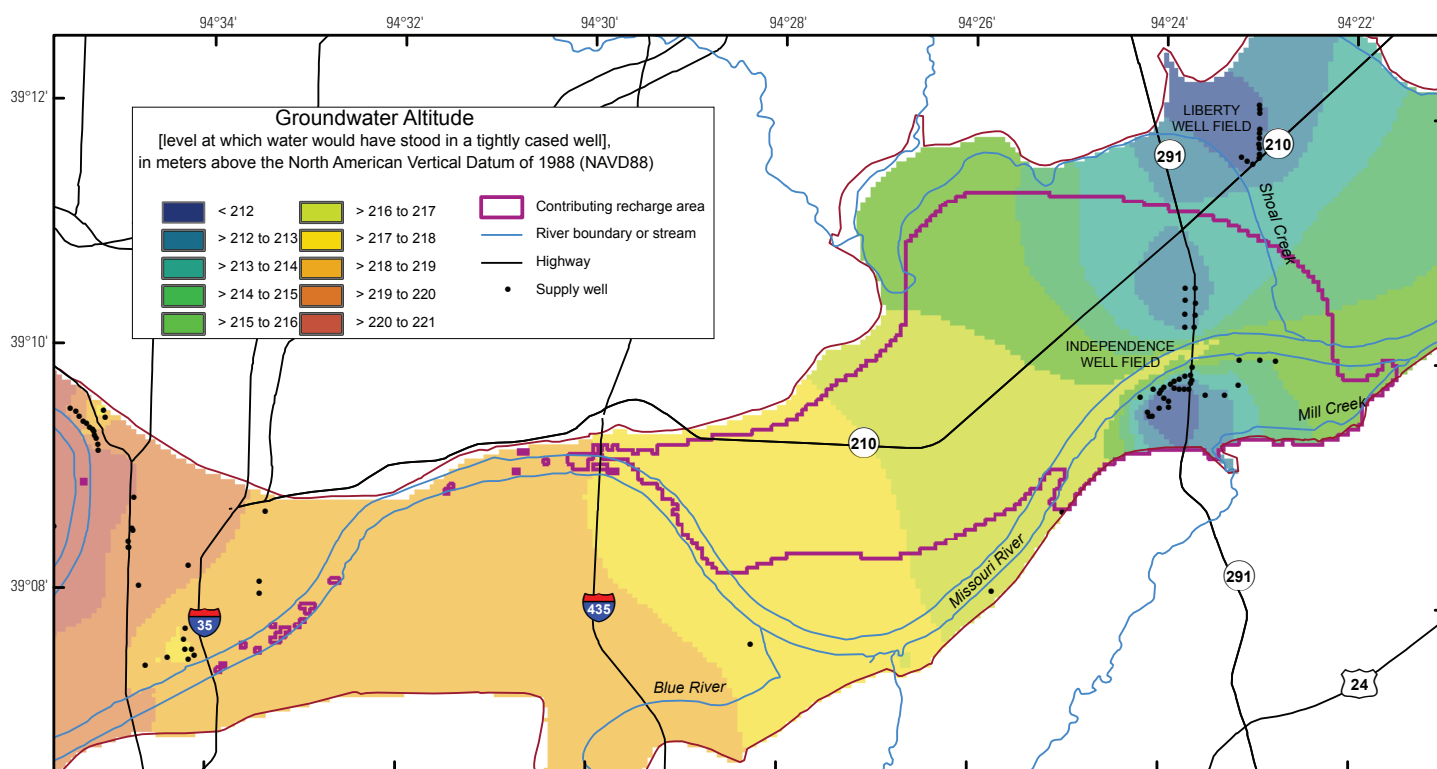 94°34'
94°32'
94°30'
94°28'
94°26'
94°24'
94°22'
39°12'
39°10'
39°08'
Groundwater Altitude
[level at which water would have stood in a tightly cased well],
in meters above the North American Vertical Datum of 1988 (NAVD88)
< 212
> 212 to 213
> 213 to 214
> 214 to 215
> 215 to 216
> 216 to 217
> 217 to 218
> 218 to 219
> 219 to 220
> 220 to 221
Contributing recharge area
River boundary or stream
Highway
Supply well
LIBERTY
WELL FIELD
291
210
Shoal Creek
INDEPENDENCE
WELL FIELD
Mill Creek
210
Missouri River
291
35
435
Blue River
24